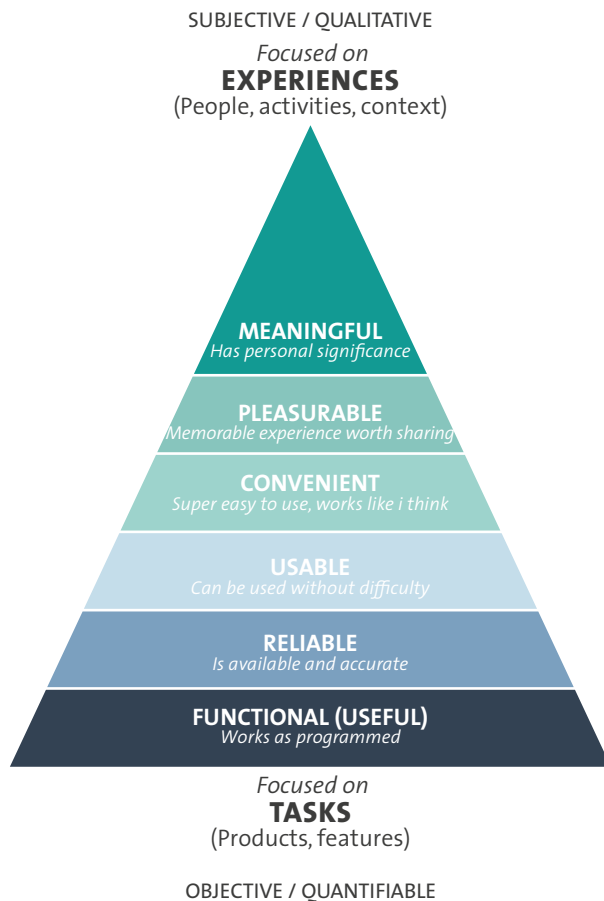 SUBJECTIVE / QUALITATIVE
Focused on
EXPERIENCES
(People, activities, context)
MEANINGFUL
Has personal significance
PLEASURABLE
Memorable experience worth sharing
CONVENIENT
Super easy to use, works like i think
USABLE
Can be used without difficulty
RELIABLE
Is available and accurate
FUNCTIONAL (USEFUL)
Works as programmed
Focused on
TASKS
(Products, features)
OBJECTIVE / QUANTIFIABLE